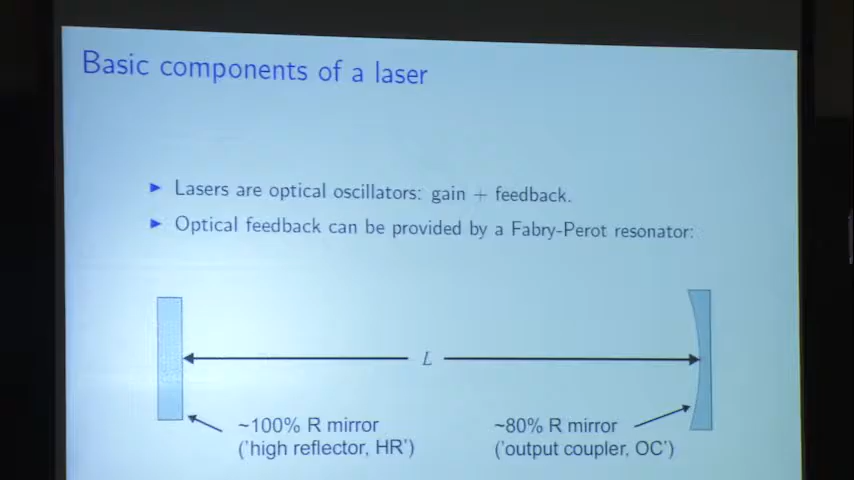 Basic components of a laser
► Lasers are optical oscillators: gain + feedback.
► Optical feedback can be provided by a Fabry-Perot resonator:
L
~100% R mirror
('high reflector, HR')
~80% R mirror
('output coupler, OC')